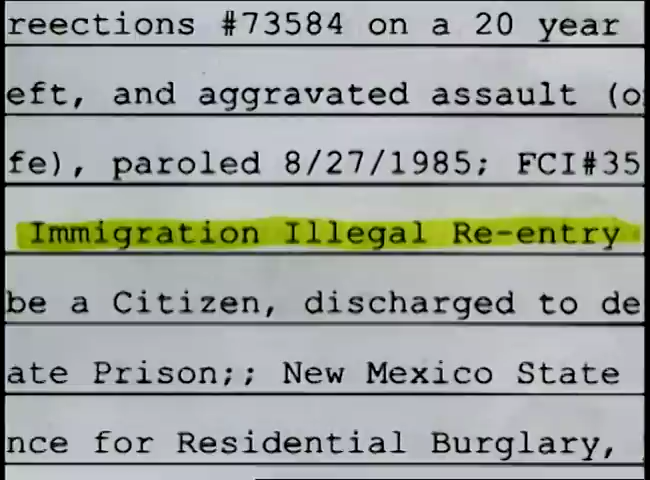 reections #73584 on a 20 year
eft, and aggravated assault (o
fe), paroled 8/27/1985; FCI#35
Immigration Illegal Re-entry
be a Citizen, discharged to de
ate Prison;; New Mexico State
nce for Residential Burglary,